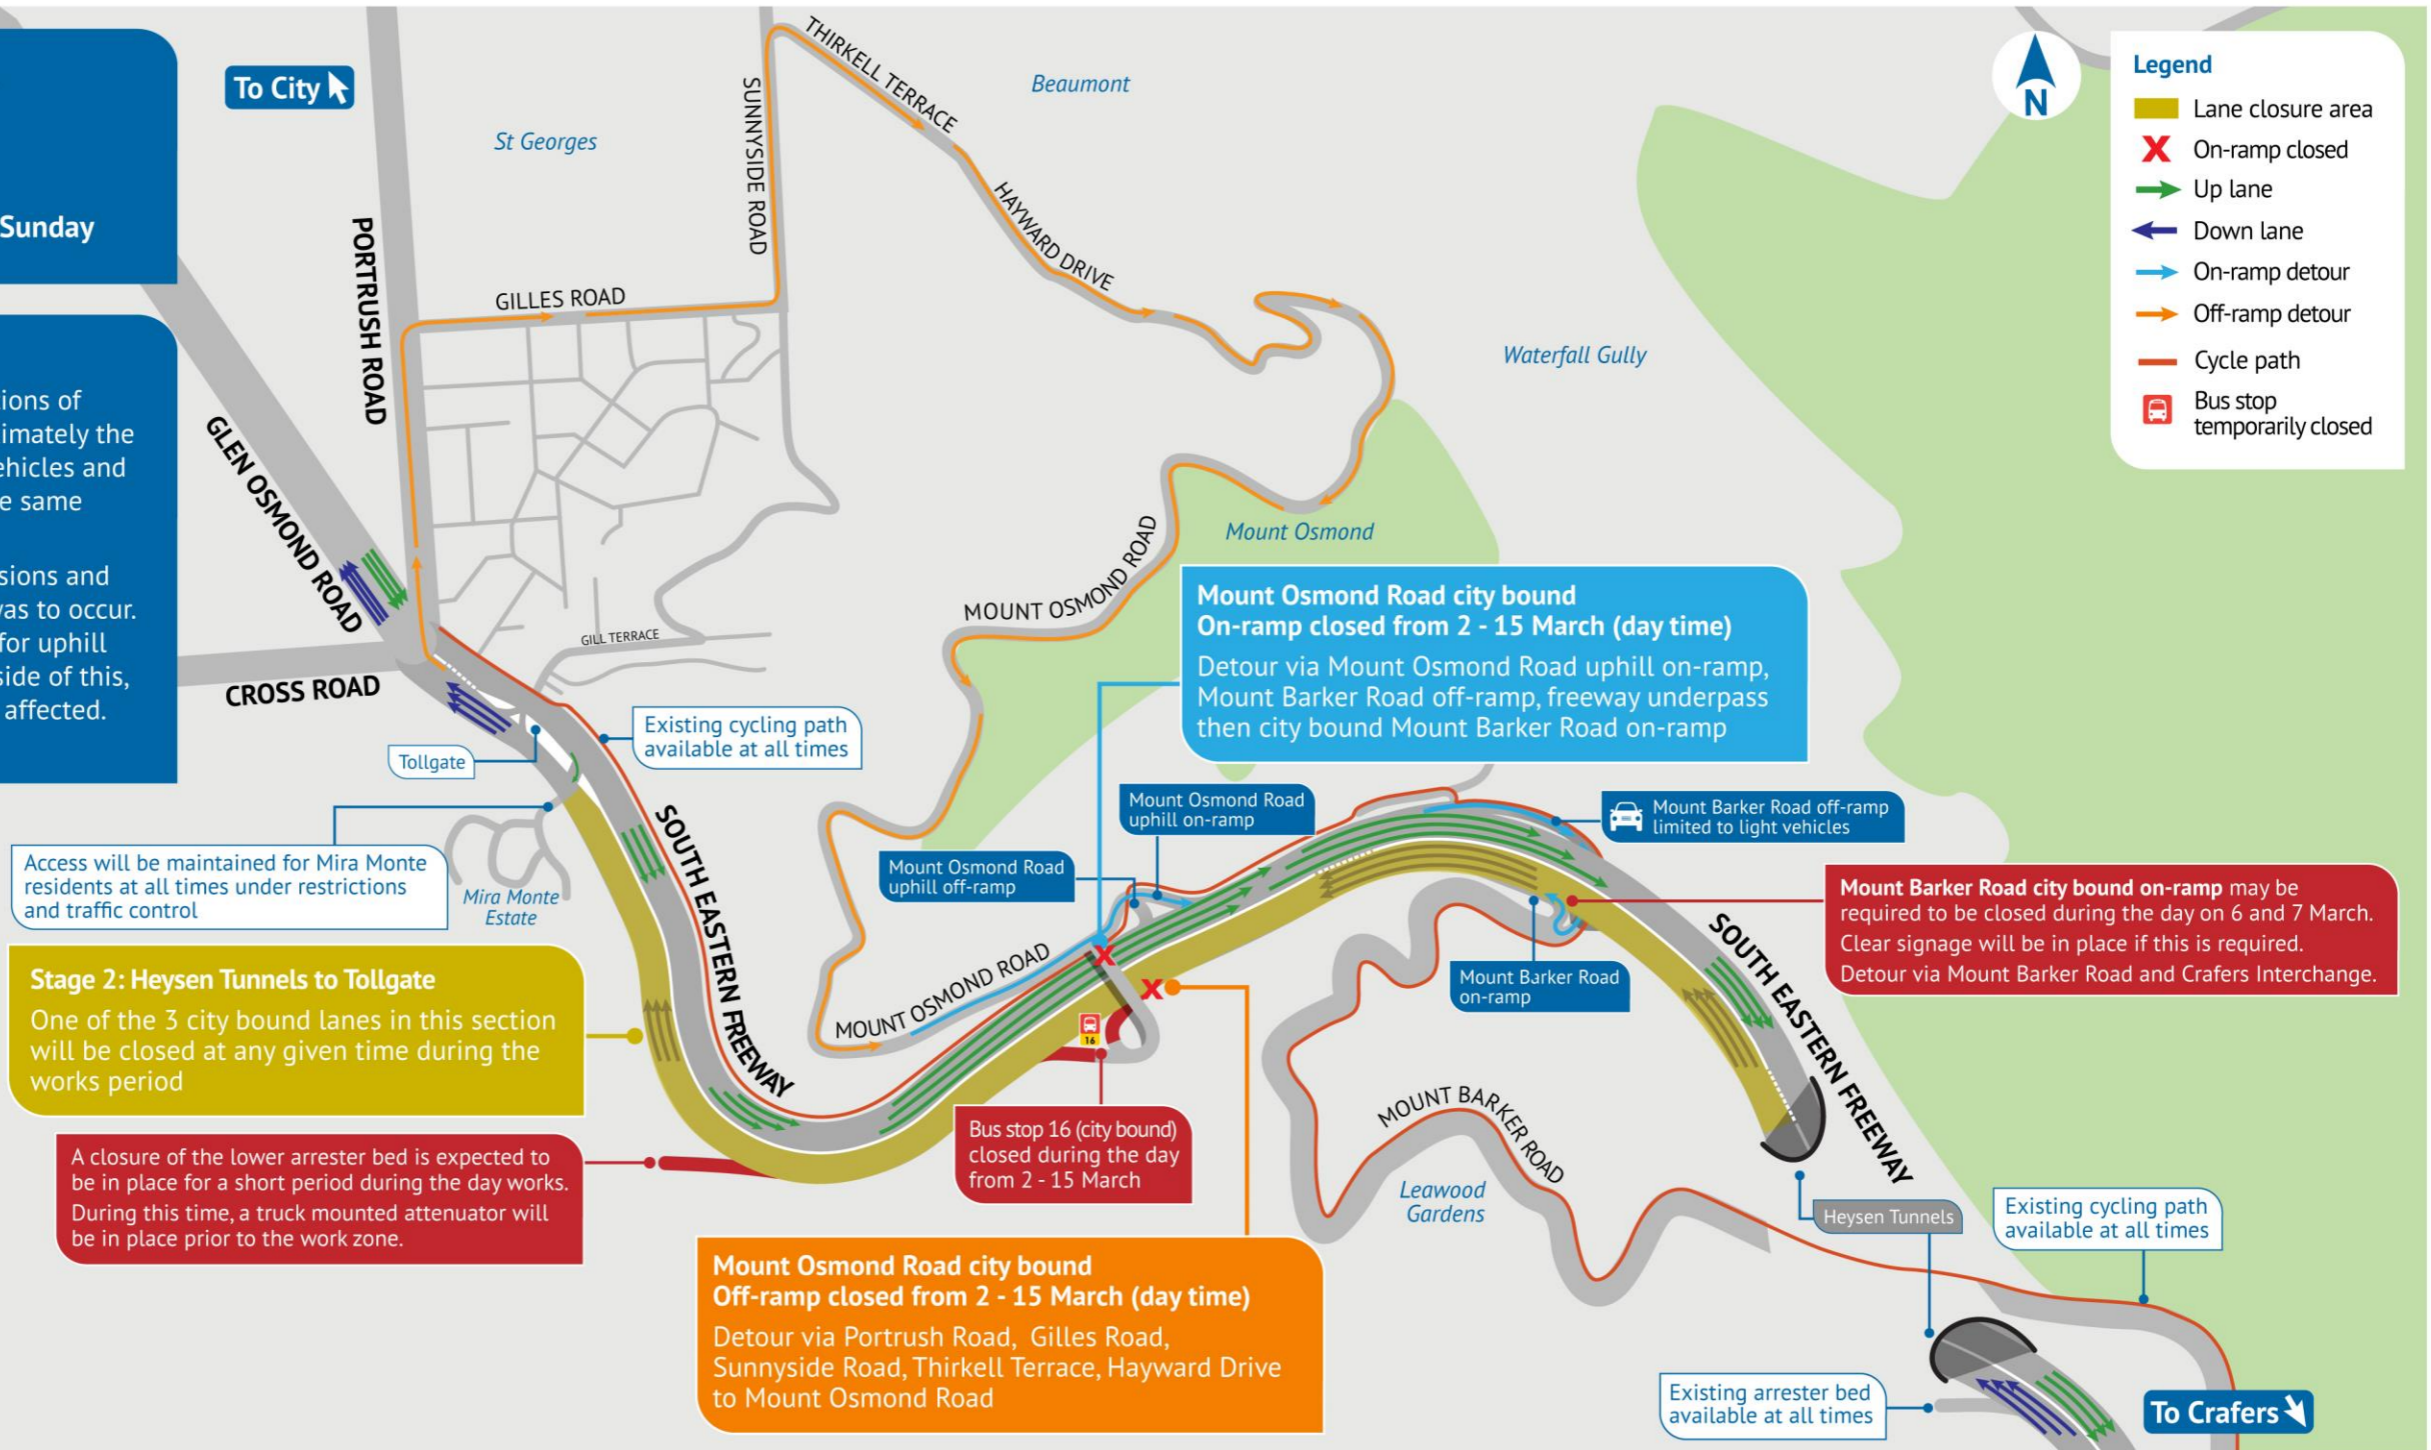 Sunday
ions of
imately the
ehicles and
e same
sions and
was to occur.
for uphill
side of this,
affected.
To City
St Georges
Beaumont
Waterfall Gully
Mount Osmond
THIRKELL TERRACE
SUNNYSIDE ROAD
HAYWARD DRIVE
GILLES ROAD
PORTRUSH ROAD
GLEN OSMOND ROAD
CROSS ROAD
GILL TERRACE
MOUNT OSMOND ROAD
N
Legend
Lane closure area
X On-ramp closed
Up lane
Down lane
On-ramp detour
Off-ramp detour
Cycle path
Bus stop
temporarily closed
Mount Osmond Road city bound
On-ramp closed from 2 - 15 March (day time)
Detour via Mount Osmond Road uphill on-ramp,
Mount Barker Road off-ramp, freeway underpass
then city bound Mount Barker Road on-ramp
Existing cycling path
available at all times
Tollgate
Access will be maintained for Mira Monte
residents at all times under restrictions
and traffic control
Mira Monte
Estate
SOUTH EASTERN FREEWAY
Mount Osmond Road
uphill on-ramp
Mount Osmond Road
uphill off-ramp
Mount Barker Road off-ramp
limited to light vehicles
Mount Barker Road city bound on-ramp may be
required to be closed during the day on 6 and 7 March.
Clear signage will be in place if this is required.
Detour via Mount Barker Road and Crafers Interchange.
Mount Barker Road
on-ramp
SOUTH EASTERN FREEWAY
MOUNT OSMOND ROAD
X
X
16
Stage 2: Heysen Tunnels to Tollgate
One of the 3 city bound lanes in this section
will be closed at any given time during the
works period
A closure of the lower arrester bed is expected to
be in place for a short period during the day works.
During this time, a truck mounted attenuator will
be in place prior to the work zone.
Bus stop 16 (city bound)
closed during the day
from 2 - 15 March
MOUNT BARKER ROAD
Leawood
Gardens
Heysen Tunnels
Existing cycling path
available at all times
Mount Osmond Road city bound
Off-ramp closed from 2 - 15 March (day time)
Detour via Portrush Road, Gilles Road,
Sunnyside Road, Thirkell Terrace, Hayward Drive
to Mount Osmond Road
Existing arrester bed
available at all times
To Crafers